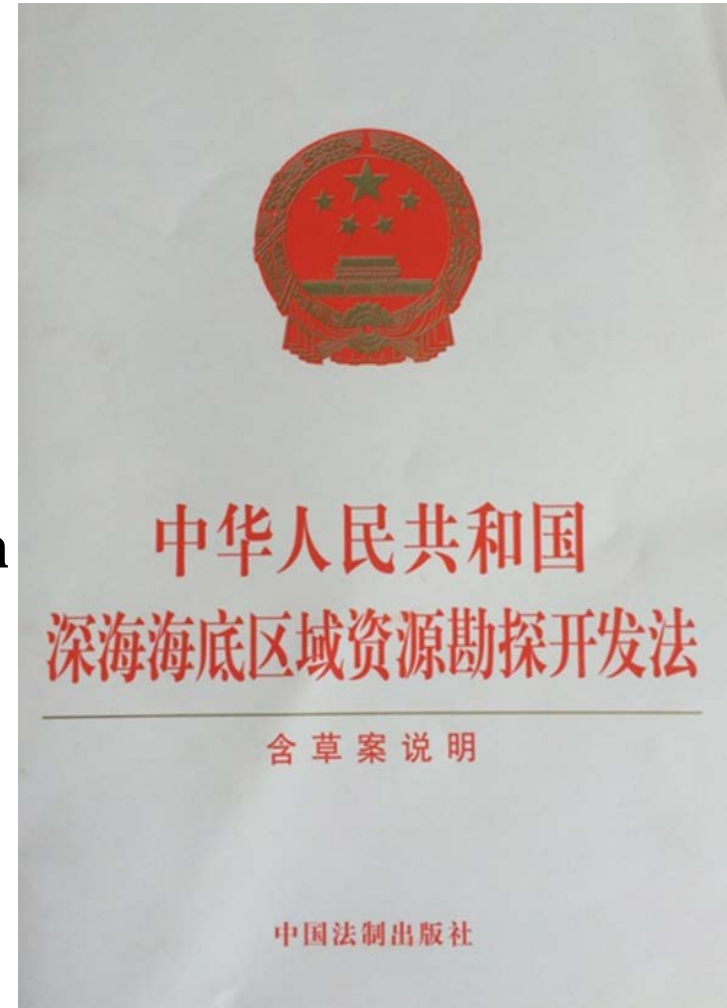 中华人民共和国
深海海底区域资源勘探开发法
含草案说明
中国法制出版社